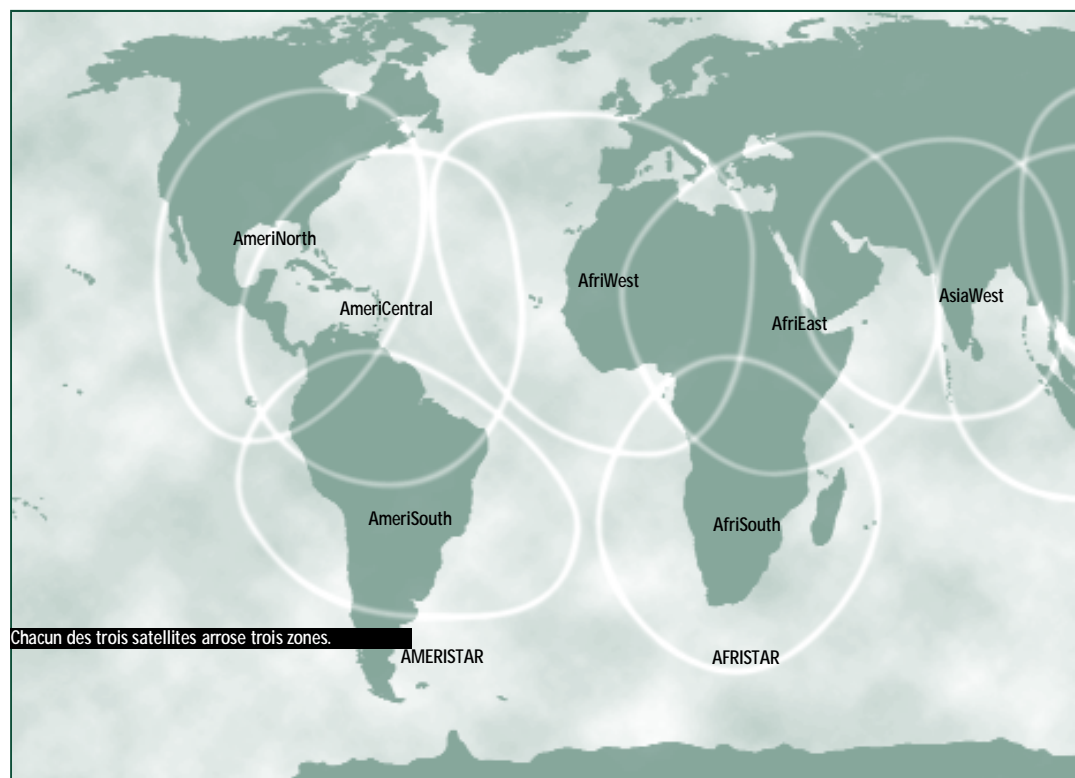 AmeriNorth
AfriWest
AsiaWest
AmeriCentral
AfriEast
AmeriSouth
AfriSouth
Chacun des trois satellites arrose trois zones.
AMERISTAR
AFRISTAR